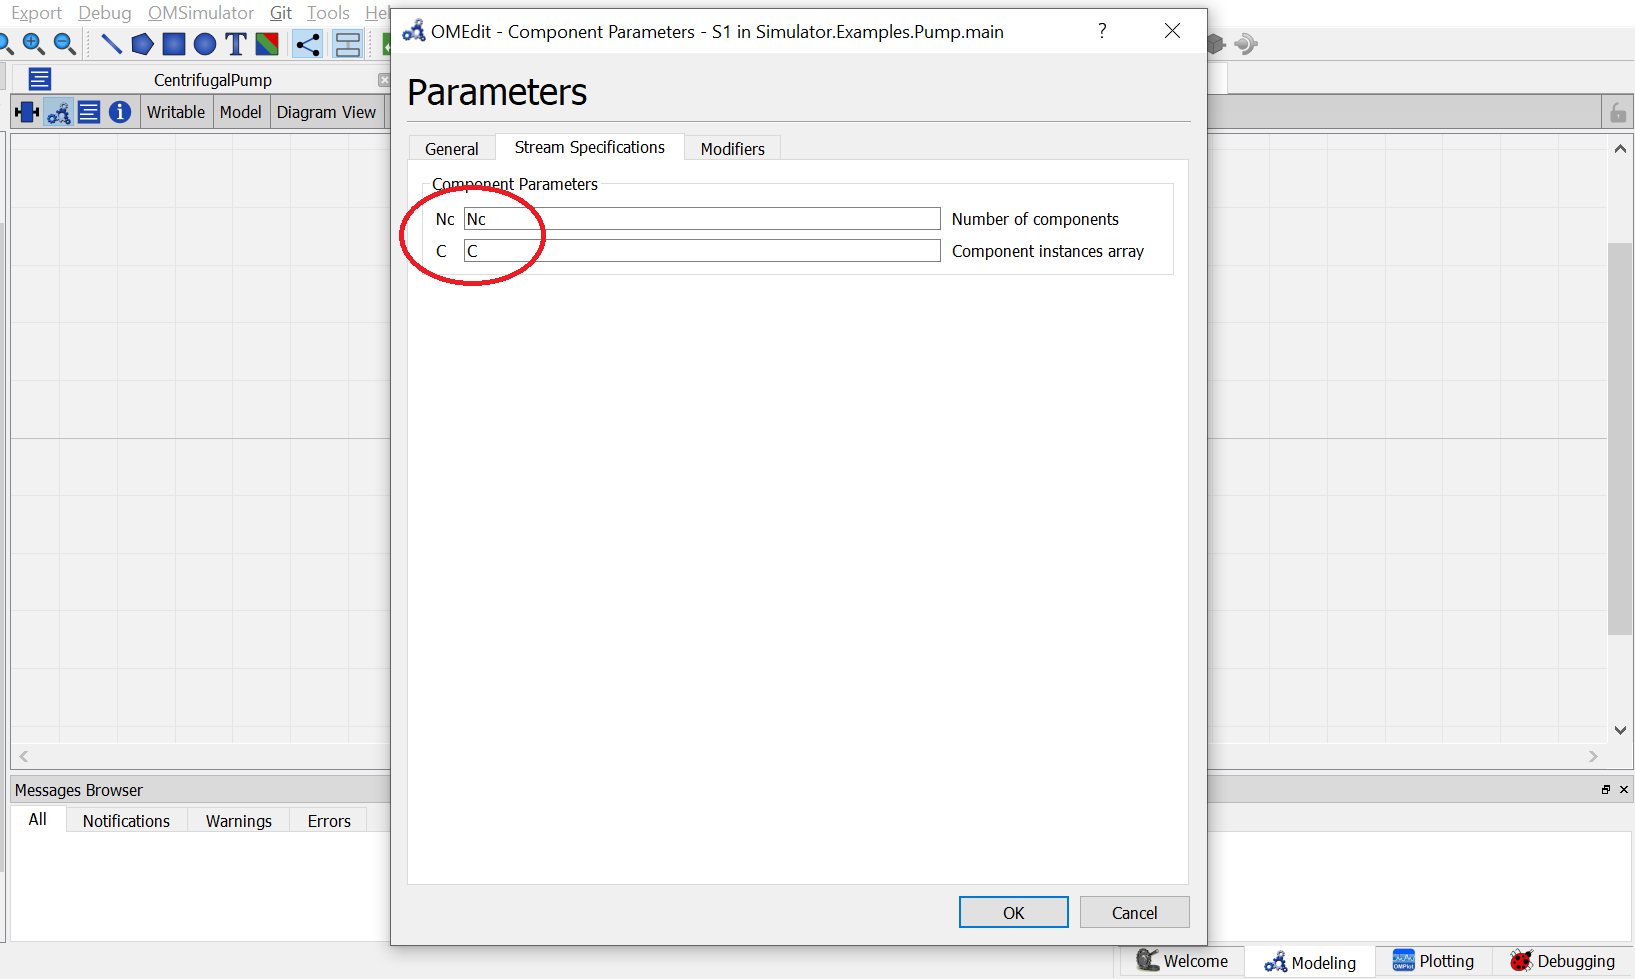 Export Debug OMSimulator Git Tools
OMEdit - Component Parameters - S1 in Simulator.Examples.Pump.main ?
T
CentrifugalPump
Parameters
Writable Model Diagram View
General Stream Specifications Modifiers
Component Parameters
Nc Nc Number of components
C C Component instances array
Messages Browser
All Notifications Warnings Errors
OK Cancel
Welcome Modeling Plotting Debugging